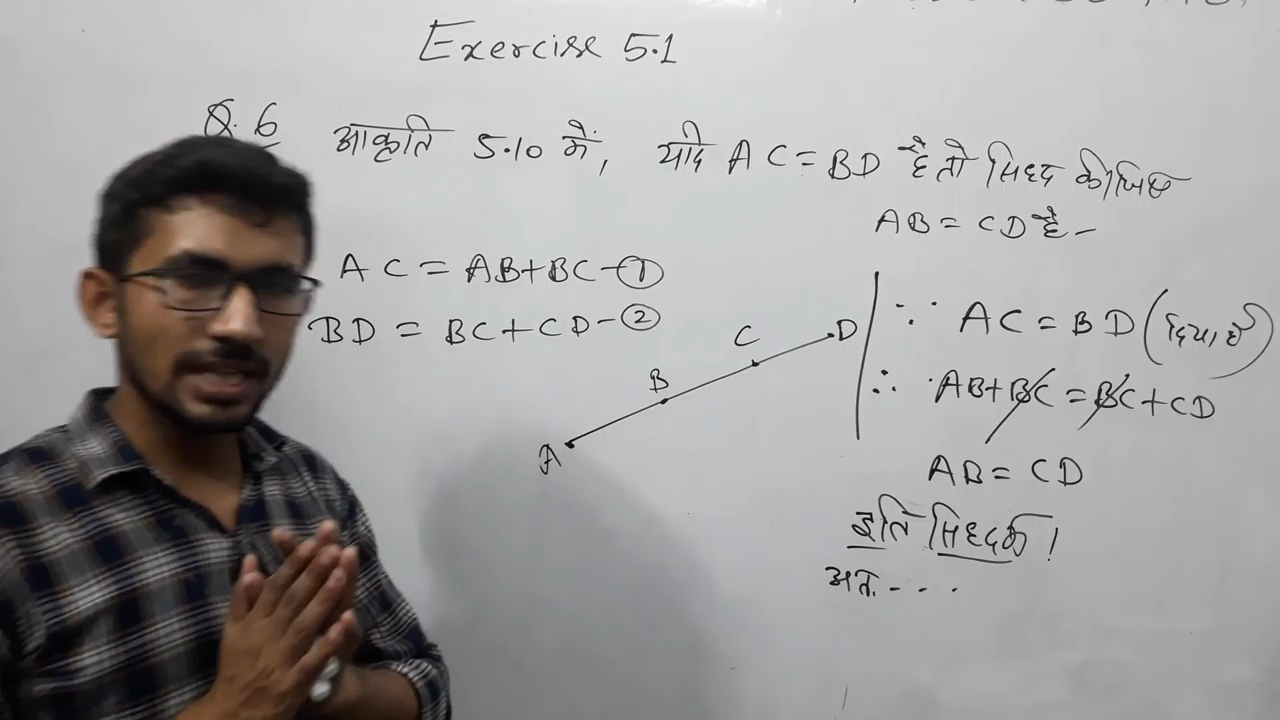 Exercise 5.1
Q. 6 आकृति 5.10 में, यदि AC = BD है तो सिध्द कीजिए
AB = CD है -
AC = AB + BC - ①
BD = BC + CD - ②
A B C D
∵ AC = BD (दिया है)
∴ AB + BC = BC + CD
AB = CD
इति सिध्दम् !
अतः - - -